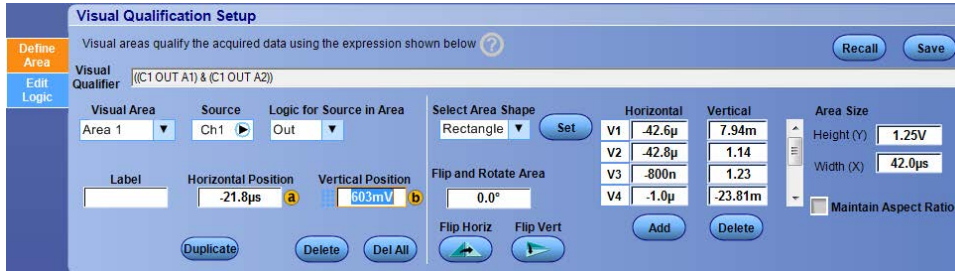 Visual Qualification Setup
Define Area
Edit Logic
Visual areas qualify the acquired data using the expression shown below ?
Recall Save
Visual Qualifier ((C1 OUT A1) & (C1 OUT A2))
Visual Area Source Logic for Source in Area
Area 1 Ch1 Out
Label Horizontal Position Vertical Position
-21.8µs a 603mV b
Duplicate Delete Del All
Select Area Shape
Rectangle Set
Flip and Rotate Area
0.0°
Flip Horiz Flip Vert
Horizontal Vertical
V1 -42.6µ 7.94m
V2 -42.8µ 1.14
V3 -800n 1.23
V4 -1.0µ -23.81m
Add Delete
Area Size
Height (Y) 1.25V
Width (X) 42.0µs
Maintain Aspect Ratio